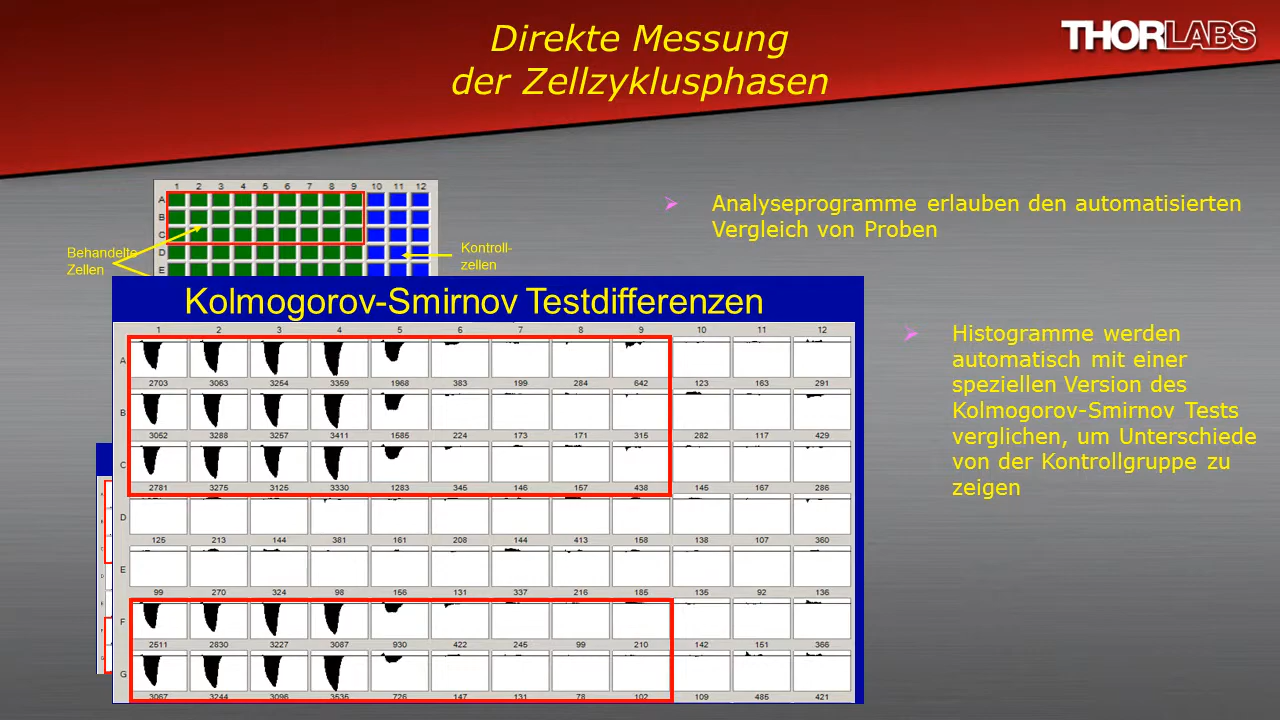 Direkte Messung
der Zellzyklusphasen
THORLABS
1 2 3 4 5 6 7 8 9 10 11 12
A
B
C
D
E
Behandelte
Zellen
Kontroll-
zellen
Analyseprogramme erlauben den automatisierten
Vergleich von Proben
Kolmogorov-Smirnov Testdifferenzen
1 2 3 4 5 6 7 8 9 10 11 12
A
2703 3063 3254 3359 1968 383 199 284 642 123 163 291
B
3052 3288 3257 3411 1585 224 173 171 315 282 117 429
C
2781 3275 3125 3330 1283 345 146 157 438 145 167 286
D
125 213 144 381 161 208 144 413 158 138 107 360
E
99 270 324 98 156 131 337 216 185 135 92 136
F
2511 2830 3227 3087 930 422 245 99 210 142 151 366
G
3067 3244 3096 3535 726 147 131 78 102 109 485 421
Histogramme werden
automatisch mit einer
speziellen Version des
Kolmogorov-Smirnov Tests
verglichen, um Unterschiede
von der Kontrollgruppe zu
zeigen